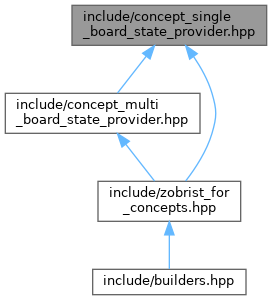 include/concept_single
_board_state_provider.hpp
include/concept_multi
_board_state_provider.hpp
include/zobrist_for
_concepts.hpp
include/builders.hpp